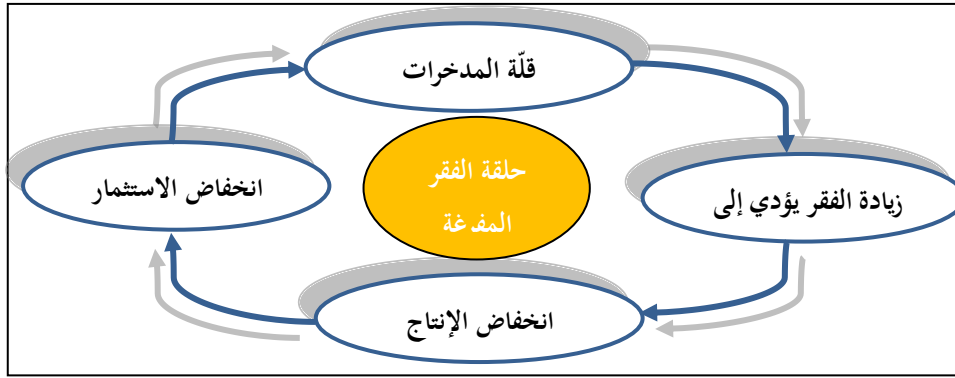 قلّة المدخرات
زيادة الفقر يؤدي إلى
انخفاض الإنتاج
انخفاض الاستثمار
حلقة الفقر
المفرغة